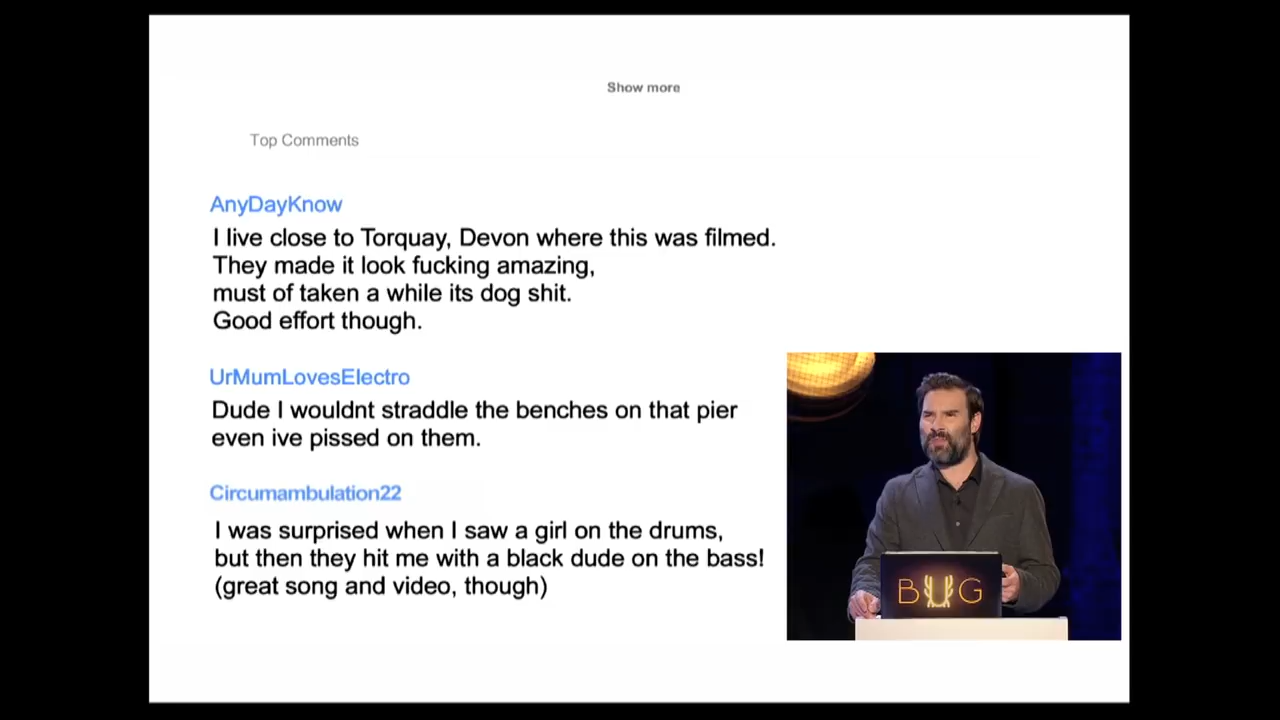 Show more
Top Comments
AnyDayKnow
I live close to Torquay, Devon where this was filmed.
They made it look fucking amazing,
must of taken a while its dog shit.
Good effort though.
UrMumLovesElectro
Dude I wouldnt straddle the benches on that pier
even ive pissed on them.
Circumambulation22
I was surprised when I saw a girl on the drums,
but then they hit me with a black dude on the bass!
(great song and video, though)
BUG